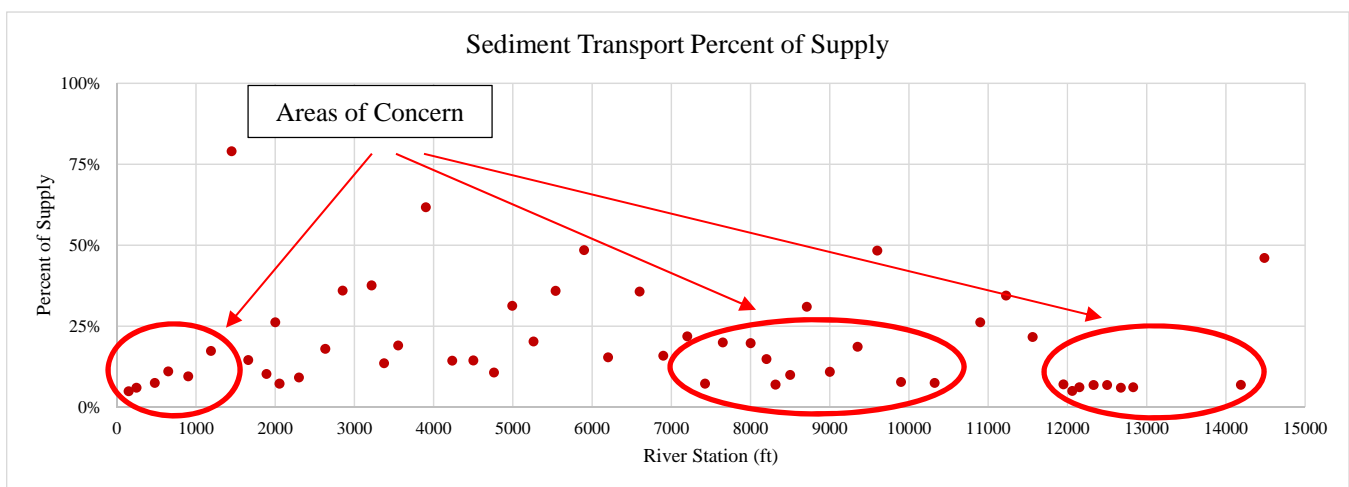 Sediment Transport Percent of Supply
Areas of Concern
Percent of Supply
100%
75%
50%
25%
0%
0 1000 2000 3000 4000 5000 6000 7000 8000 9000 10000 11000 12000 13000 14000 15000
River Station (ft)